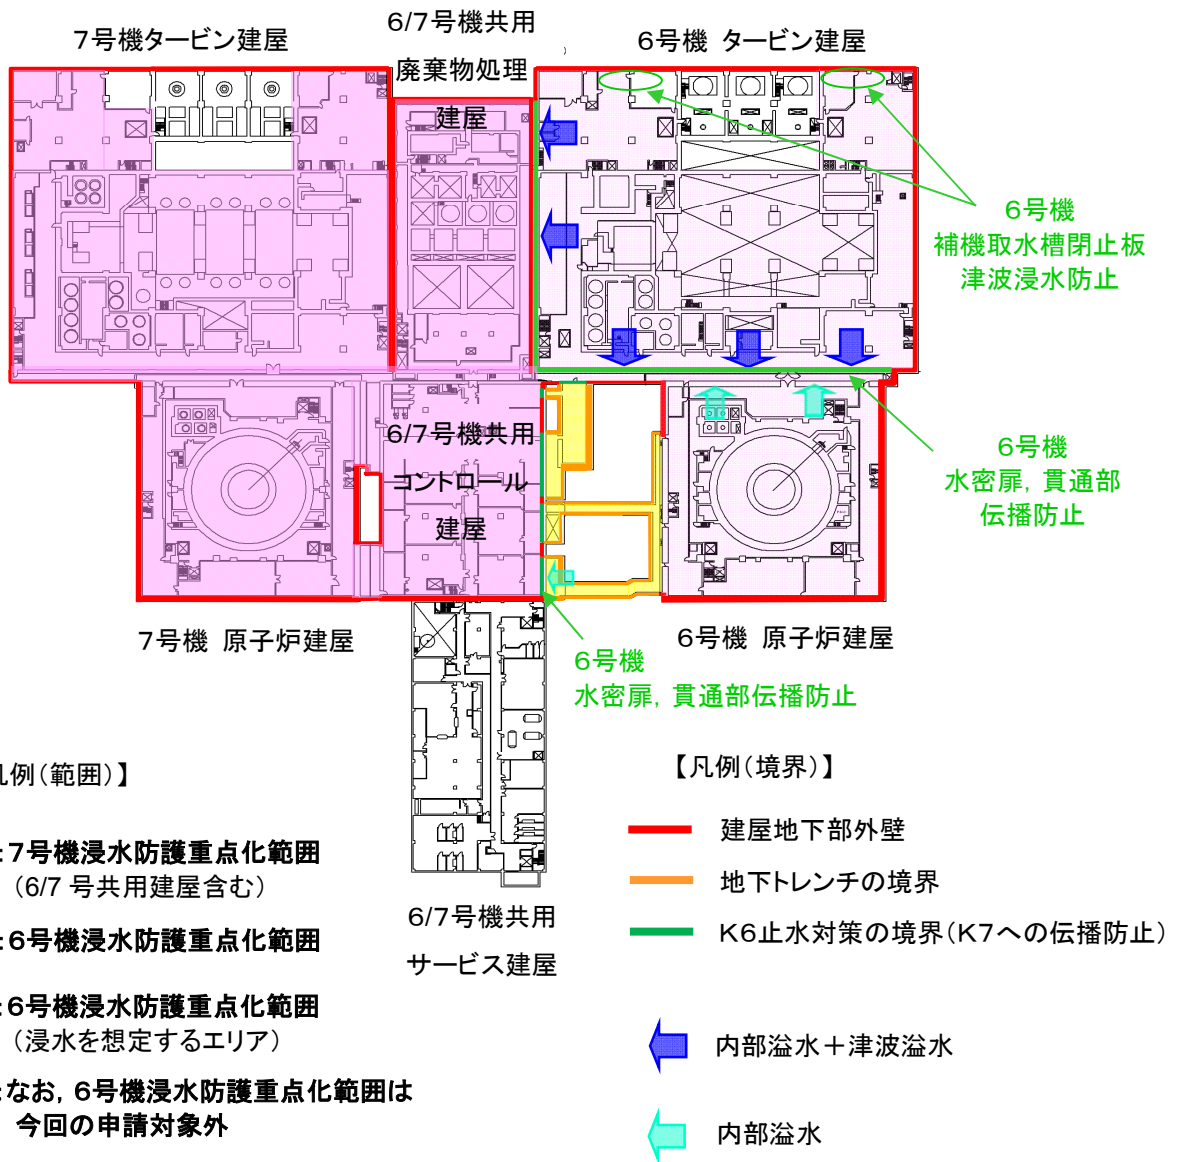 7号機タービン建屋
6/7号機共用
廃棄物処理
建屋
6号機 タービン建屋
6号機
補機取水槽閉止板
津波浸水防止
6/7号機共用
コントロール
建屋
6号機
水密扉, 貫通部
伝播防止
7号機 原子炉建屋
6号機 原子炉建屋
6号機
水密扉, 貫通部伝播防止
凡例(範囲)】
:7号機浸水防護重点化範囲
(6/7 号共用建屋含む)
:6号機浸水防護重点化範囲
:6号機浸水防護重点化範囲
(浸水を想定するエリア)
:なお, 6号機浸水防護重点化範囲は
今回の申請対象外
6/7号機共用
サービス建屋
【凡例(境界)】
建屋地下部外壁
地下トレンチの境界
K6止水対策の境界(K7への伝播防止)
内部溢水+津波溢水
内部溢水